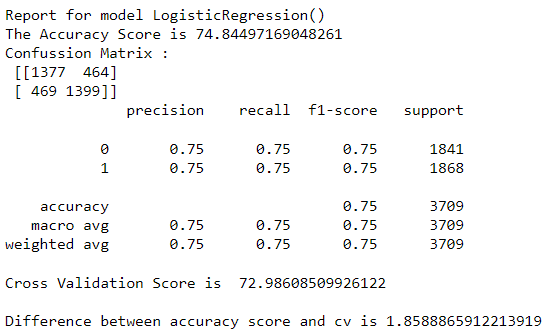 Report for model LogisticRegression()
The Accuracy Score is 74.84497169048261
Confussion Matrix :
[[1377 464]
[ 469 1399]]
precision recall f1-score support
0 0.75 0.75 0.75 1841
1 0.75 0.75 0.75 1868
accuracy 0.75 3709
macro avg 0.75 0.75 0.75 3709
weighted avg 0.75 0.75 0.75 3709
Cross Validation Score is 72.98608509926122
Difference between accuracy score and cv is 1.8588865912213919